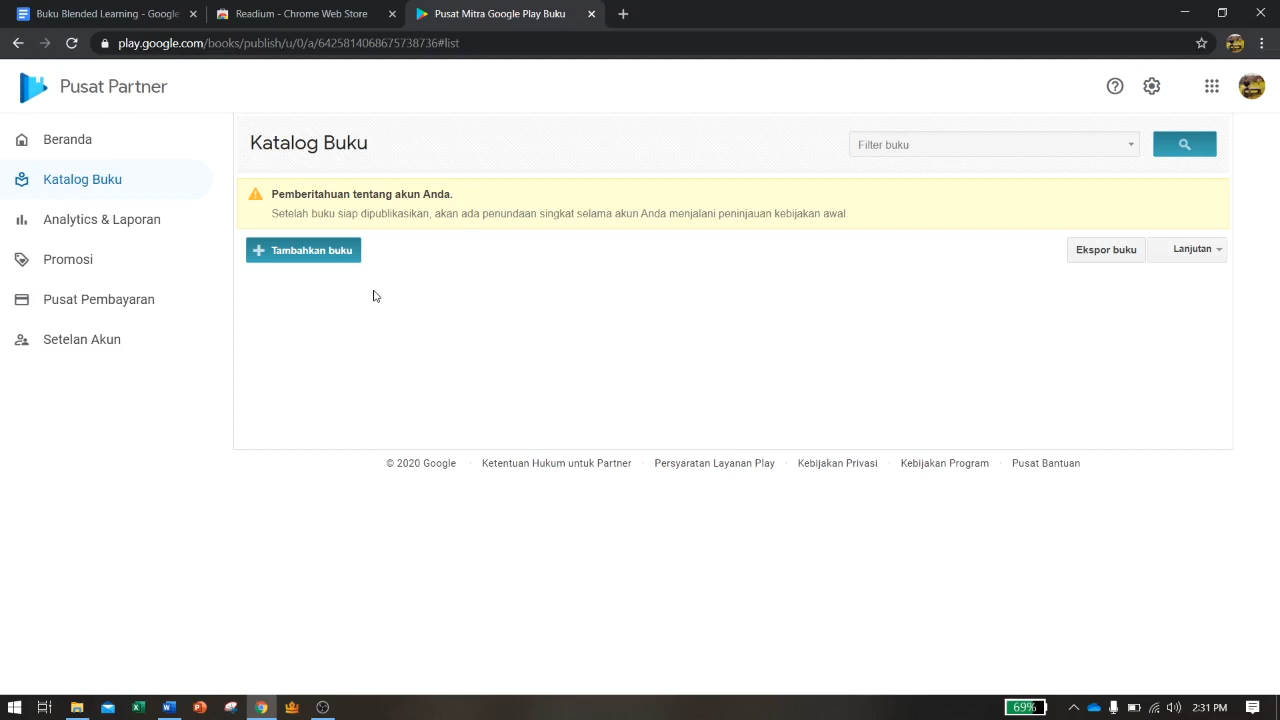 Buku Blended Learning - Google
Readium - Chrome Web Store
Pusat Mitra Google Play Buku
play.google.com/books/publish/u/0/a/6425814068675738736#list
Pusat Partner
Beranda
Katalog Buku
Analytics & Laporan
Promosi
Pusat Pembayaran
Setelan Akun
Katalog Buku
Filter buku
Pemberitahuan tentang akun Anda.
Setelah buku siap dipublikasikan, akan ada penundaan singkat selama akun Anda menjalani peninjauan kebijakan awal.
Tambahkan buku
Ekspor buku
Lanjutan
© 2020 Google · Ketentuan Hukum untuk Partner · Persyaratan Layanan Play · Kebijakan Privasi · Kebijakan Program · Pusat Bantuan
69%
2:31 PM